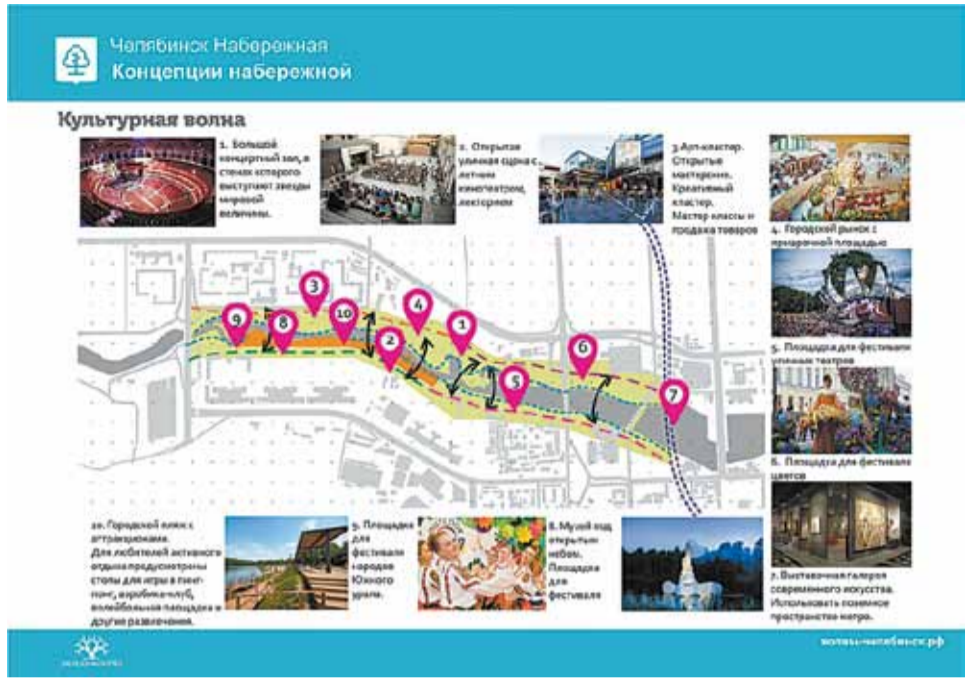 Челябинск Набережная
Концепции набережной
Культурная волна
1. Большой
концертный зал, в
стенах которого
выступают звезды
мировой
величины.
2. Открытая
уличная сцена с
летним
кинотеатром,
лекторием
3. Арт-кластер.
Открытые
мастерские.
Креативный
кластер.
Мастер классы и
продажа товаров
4. Городской рынок с
ярмарочной площадью
5. Площадка для фестиваля
уличных театров
6. Площадка для фестиваля
цветов
7. Выставочная галерея
современного искусства.
Использовать подземное
пространство метро.
3
4
1
9
8
10
2
6
5
7
10. Городской пляж с
аттракционами.
Для любителей активного
отдыха предусмотрены
столы для игры в пинг-
понг, аэробика-клуб,
волейбольная площадка и
другие развлечения.
9. Площадка
для
фестиваля
народов
Южного
урала.
8. Музей под
открытым
небом.
Площадка
для
фестиваля